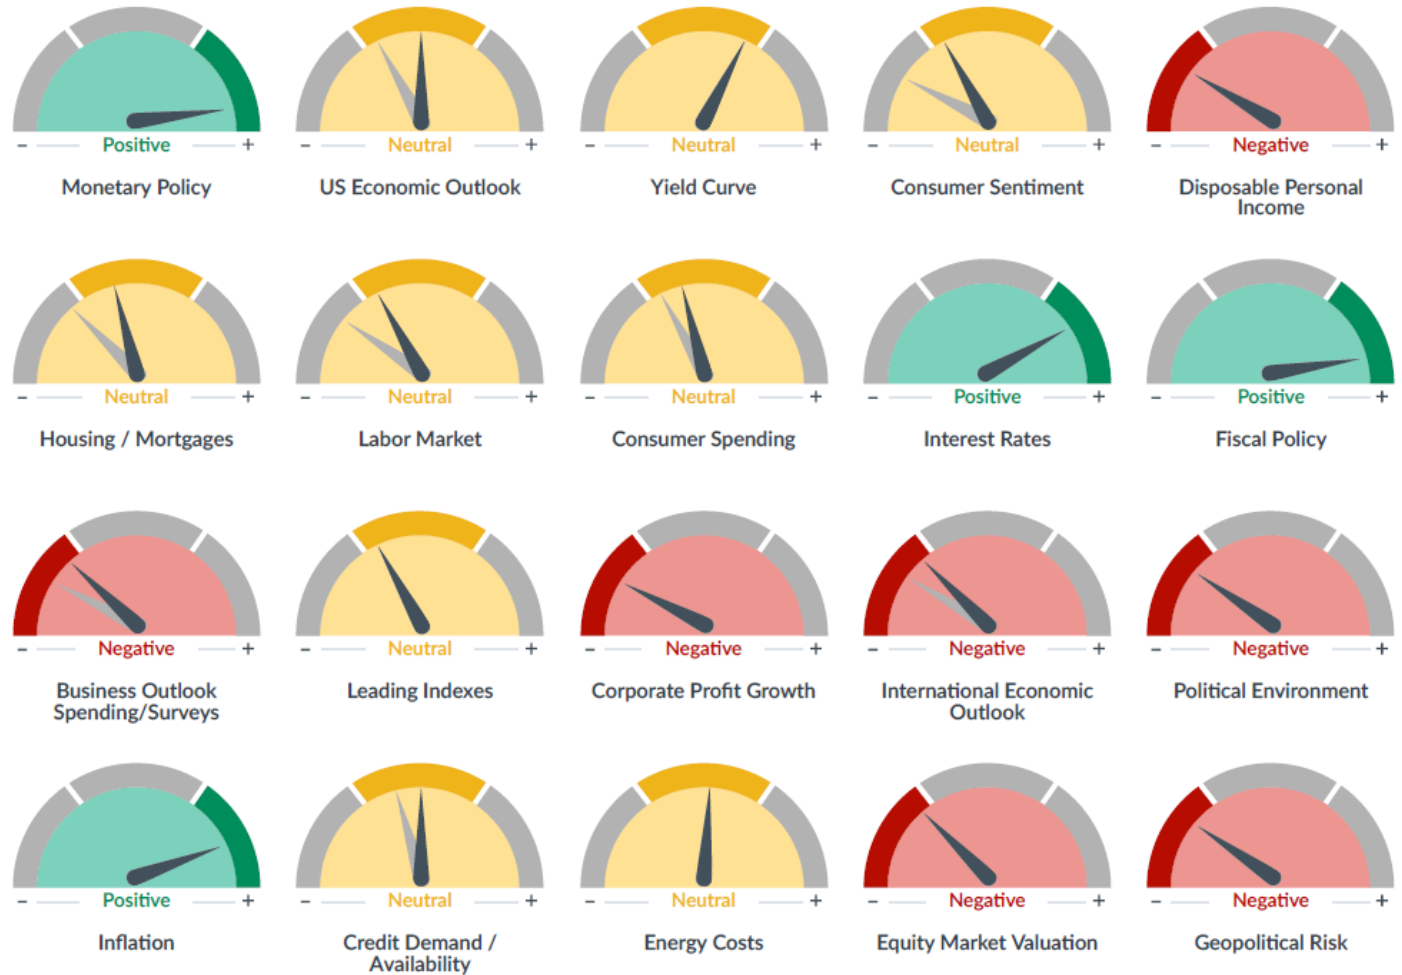 - Positive +
- Neutral +
- Neutral +
- Neutral +
- Negative +
Monetary Policy
US Economic Outlook
Yield Curve
Consumer Sentiment
Disposable Personal
Income
- Neutral +
- Neutral +
- Neutral +
- Positive +
- Positive +
Housing / Mortgages
Labor Market
Consumer Spending
Interest Rates
Fiscal Policy
- Negative +
- Neutral +
- Negative +
- Negative +
- Negative +
Business Outlook
Spending/Surveys
Leading Indexes
Corporate Profit Growth
International Economic
Outlook
Political Environment
- Positive +
- Neutral +
- Neutral +
- Negative +
- Negative +
Inflation
Credit Demand /
Availability
Energy Costs
Equity Market Valuation
Geopolitical Risk